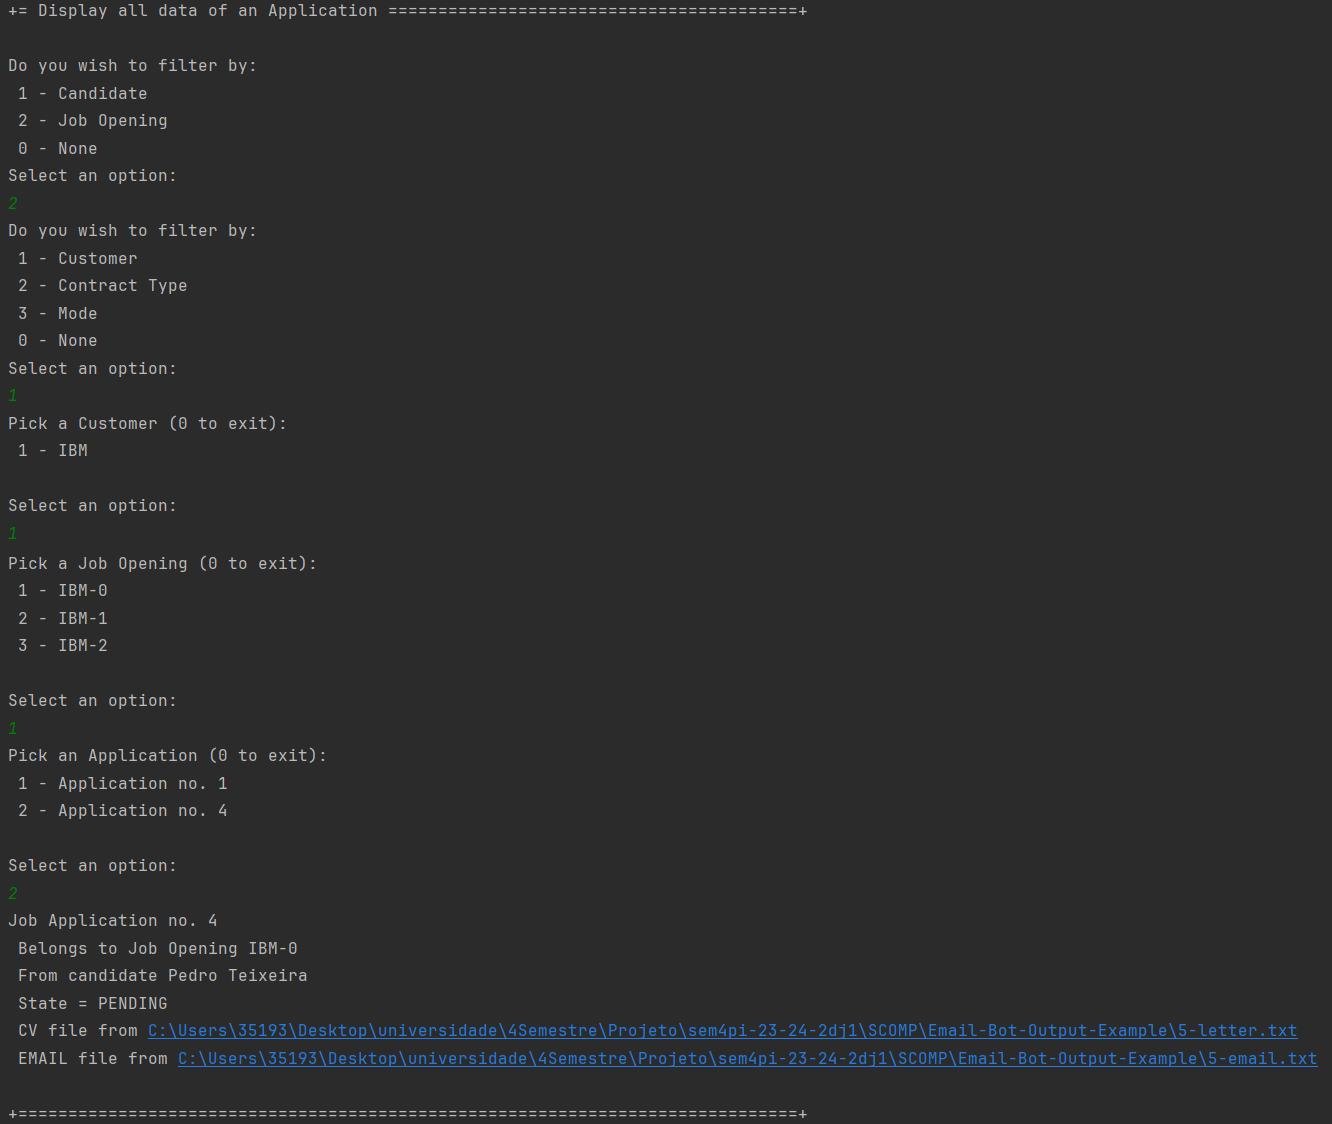 += Display all data of an Application =========================================+
Do you wish to filter by:
1 - Candidate
2 - Job Opening
0 - None
Select an option:
2
Do you wish to filter by:
1 - Customer
2 - Contract Type
3 - Mode
0 - None
Select an option:
1
Pick a Customer (0 to exit):
1 - IBM
Select an option:
1
Pick a Job Opening (0 to exit):
1 - IBM-0
2 - IBM-1
3 - IBM-2
Select an option:
1
Pick an Application (0 to exit):
1 - Application no. 1
2 - Application no. 4
Select an option:
2
Job Application no. 4
Belongs to Job Opening IBM-0
From candidate Pedro Teixeira
State = PENDING
CV file from C:\Users\35193\Desktop\universidade\4Semestre\Projeto\sem4pi-23-24-2dj1\SCOMP\Email-Bot-Output-Example\5-letter.txt
EMAIL file from C:\Users\35193\Desktop\universidade\4Semestre\Projeto\sem4pi-23-24-2dj1\SCOMP\Email-Bot-Output-Example\5-email.txt
+==============================================================================+